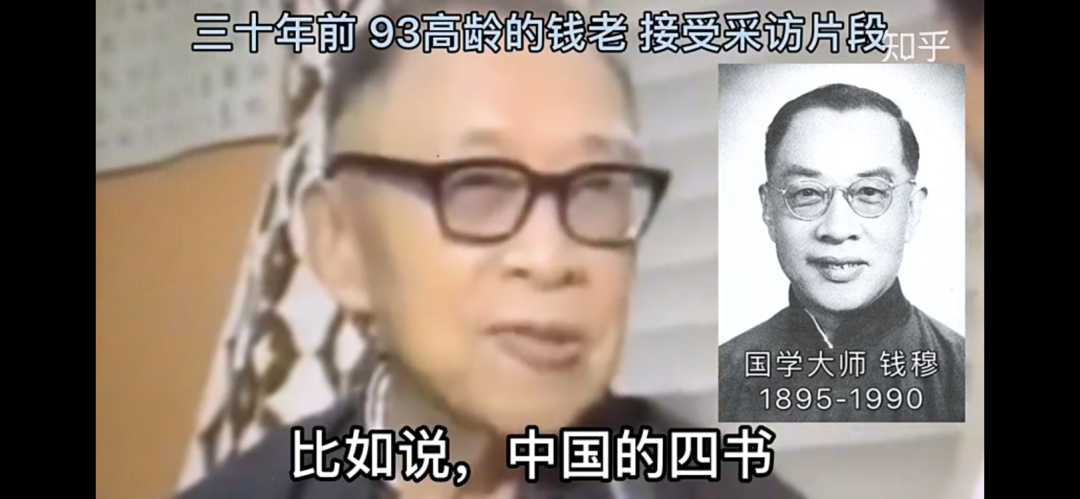 三十年前 93高龄的钱老 接受采访片段
知乎
国学大师 钱穆
1895-1990
比如说，中国的四书